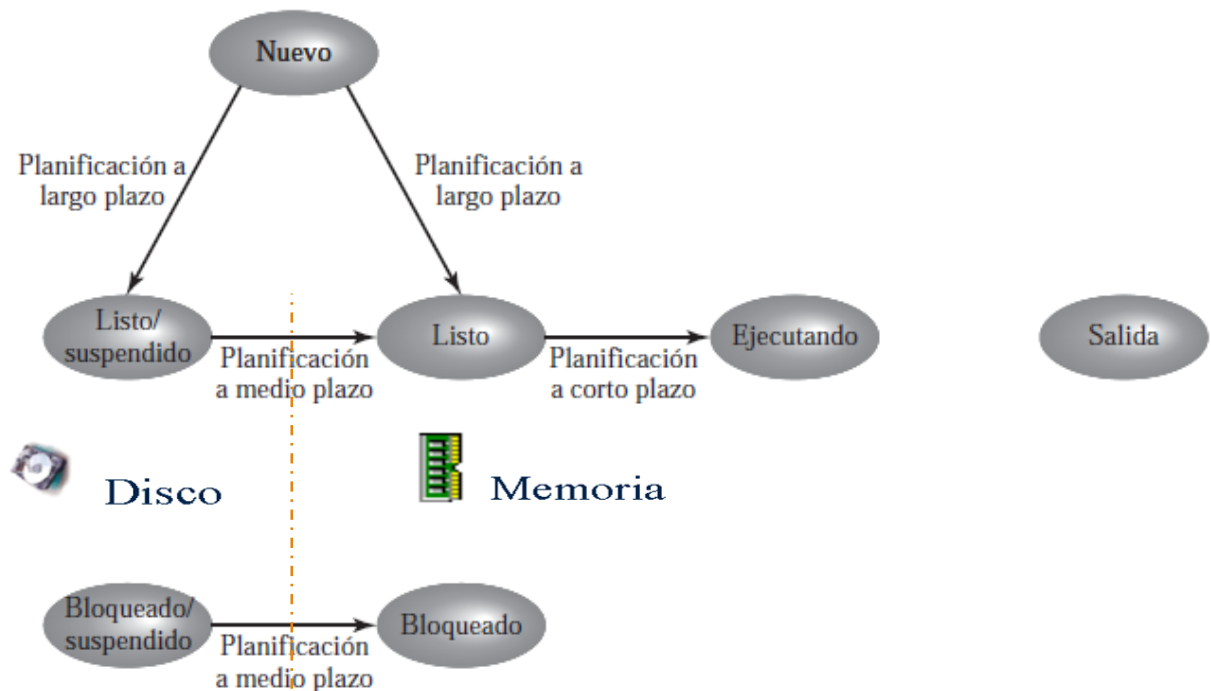 Nuevo
Planificación a
largo plazo
Planificación a
largo plazo
Listo/
suspendido
Planificación
a medio plazo
Listo
Planificación
a corto plazo
Ejecutando
Salida
Disco
Memoria
Bloqueado/
suspendido
Planificación
a medio plazo
Bloqueado